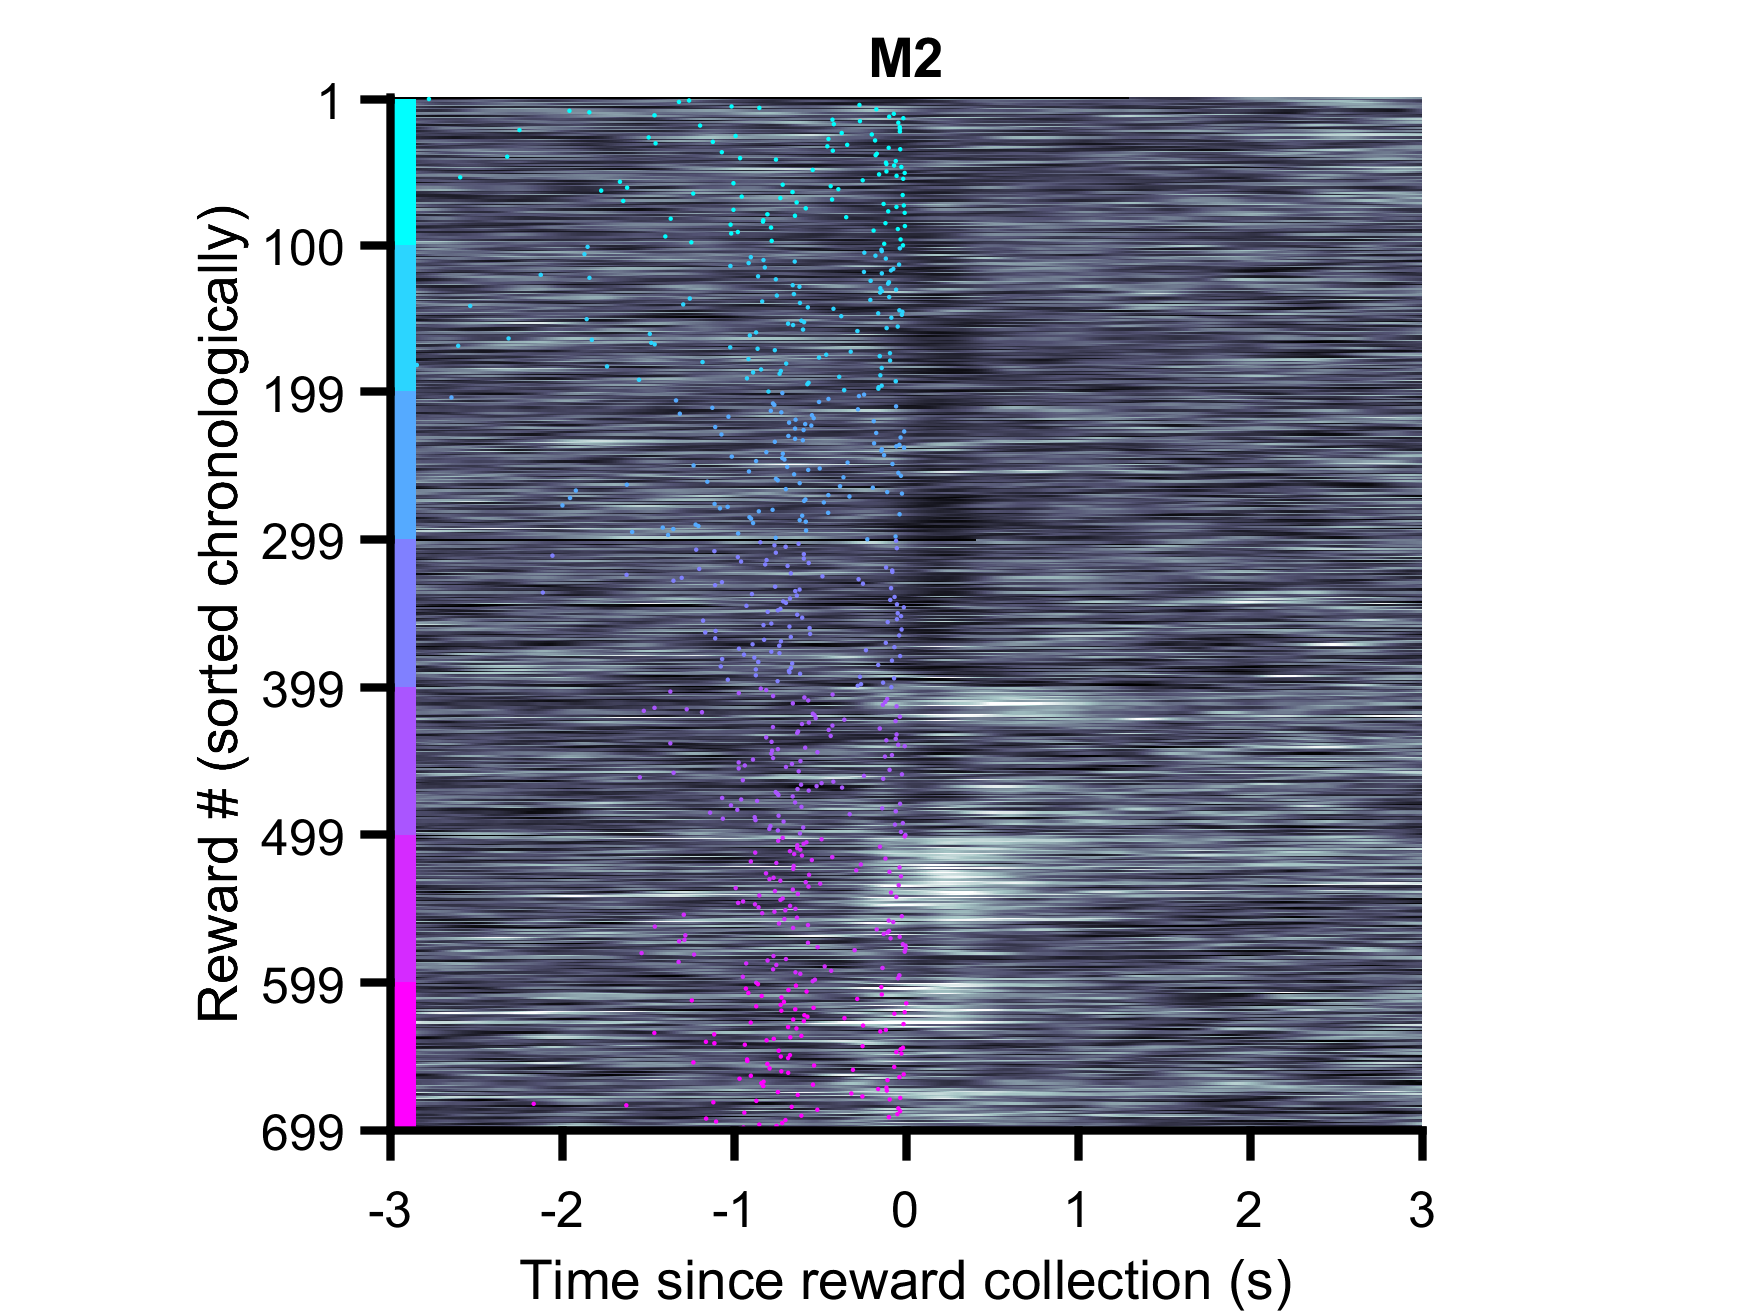 M2
Reward # (sorted chronologically)
1
100
199
299
399
499
599
699
-3 -2 -1 0 1 2 3
Time since reward collection (s)